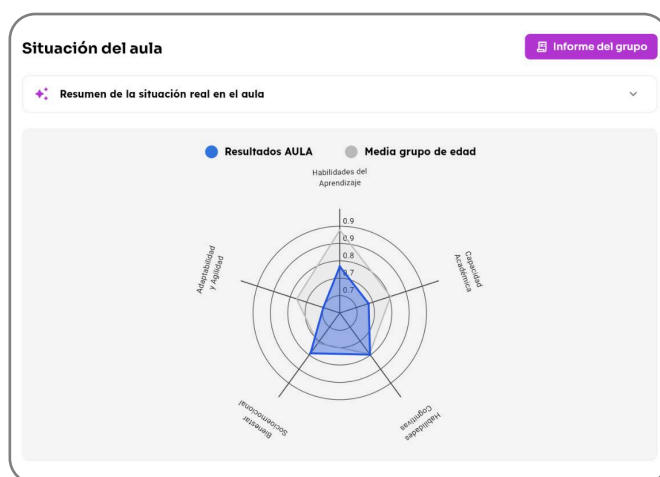 Situación del aula
Informe del grupo
Resumen de la situación real en el aula
Resultados AULA
Media grupo de edad
Habilidades del
Aprendizaje
0.9
0.9
0.8
0.7
0.7
Capacidad
Académica
Adaptabilidad
y Agilidad
Habilidades
Cognitivas
Bienestar
Socioemocional